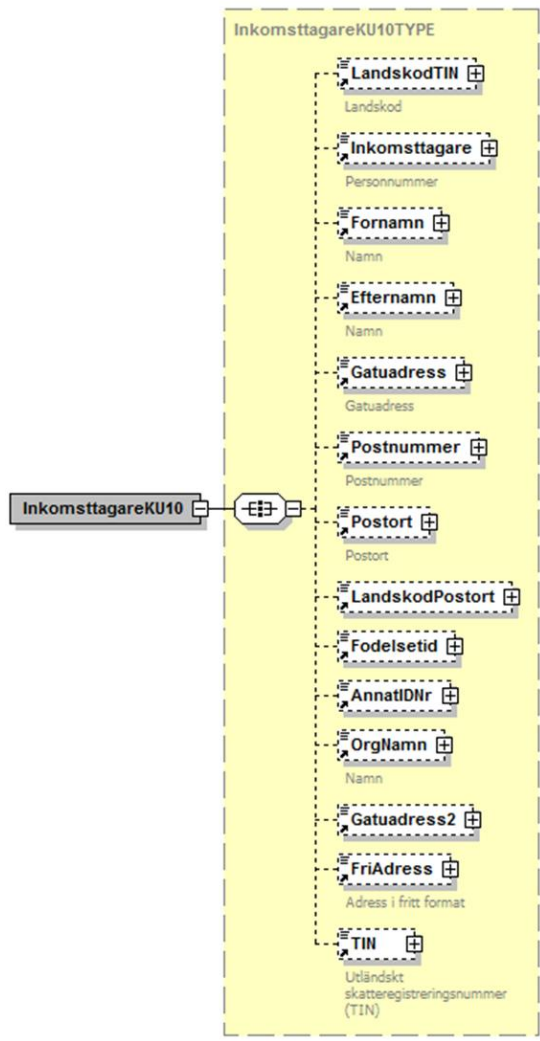 InkomsttagareKU10TYPE
LandskodTIN
Landskod
Inkomsttagare
Personnummer
Fornamn
Namn
Efternamn
Namn
Gatuadress
Gatuadress
Postnummer
Postnummer
InkomsttagareKU10
Postort
Postort
LandskodPostort
Fodelsetid
AnnatIDNr
OrgNamn
Namn
Gatuadress2
FriAdress
Adress i fritt format
TIN
Utländskt
skatteregistreringsnummer
(TIN)